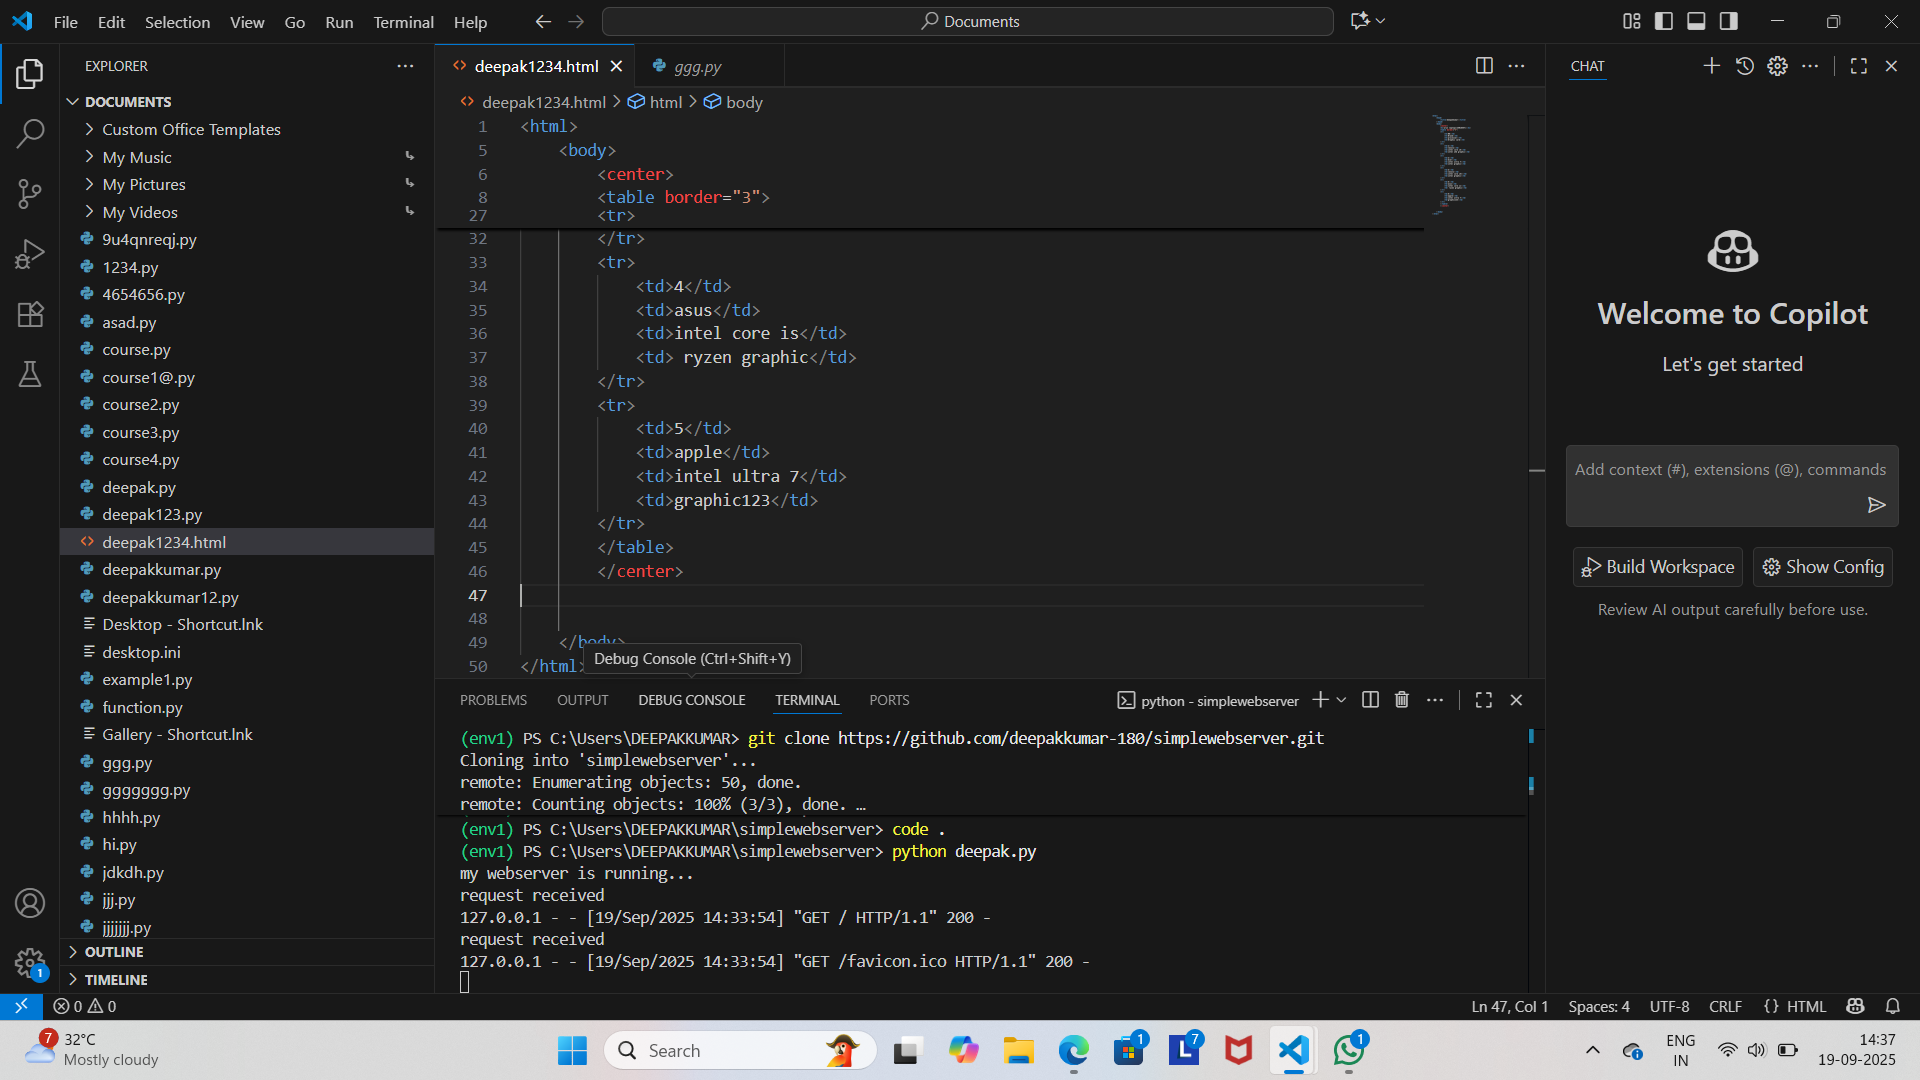 File Edit Selection View Go Run Terminal Help
Documents
EXPLORER
DOCUMENTS
Custom Office Templates
My Music
My Pictures
My Videos
9u4qnreqj.py
1234.py
4654656.py
asad.py
course.py
course1@.py
course2.py
course3.py
course4.py
deepak.py
deepak123.py
deepak1234.html
deepakkumar.py
deepakkumar12.py
Desktop - Shortcut.lnk
desktop.ini
example1.py
function.py
Gallery - Shortcut.lnk
ggg.py
ggggggg.py
hhhh.py
hi.py
jdkdh.py
jjj.py
jjjjjjj.py
OUTLINE
TIMELINE
1
deepak1234.html ggg.py
deepak1234.html > html > body
1 <html>
5 <body>
6 <center>
8 <table border="3">
27 <tr>
32 </tr>
33 <tr>
34 <td>4</td>
35 <td>asus</td>
36 <td>intel core is</td>
37 <td> ryzen graphic</td>
38 </tr>
39 <tr>
40 <td>5</td>
41 <td>apple</td>
42 <td>intel ultra 7</td>
43 <td>graphic123</td>
44 </tr>
45 </table>
46 </center>
47
48
49 </body>
50 </html>
Debug Console (Ctrl+Shift+Y)
PROBLEMS OUTPUT DEBUG CONSOLE TERMINAL PORTS
python - simplewebserver
(env1) PS C:\Users\DEEPAKKUMAR> git clone https://github.com/deepakkumar-180/simplewebserver.git
Cloning into 'simplewebserver'...
remote: Enumerating objects: 50, done.
remote: Counting objects: 100% (3/3), done. …
(env1) PS C:\Users\DEEPAKKUMAR\simplewebserver> code .
(env1) PS C:\Users\DEEPAKKUMAR\simplewebserver> python deepak.py
my webserver is running...
request received
127.0.0.1 - - [19/Sep/2025 14:33:54] "GET / HTTP/1.1" 200 -
request received
127.0.0.1 - - [19/Sep/2025 14:33:54] "GET /favicon.ico HTTP/1.1" 200 -
CHAT
Welcome to Copilot
Let's get started
Add context (#), extensions (@), commands
Build Workspace Show Config
Review AI output carefully before use.
0 0
Ln 47, Col 1 Spaces: 4 UTF-8 CRLF {} HTML
7
32°C
Mostly cloudy
Search
1
L 7
1
ENG
IN
14:37
19-09-2025